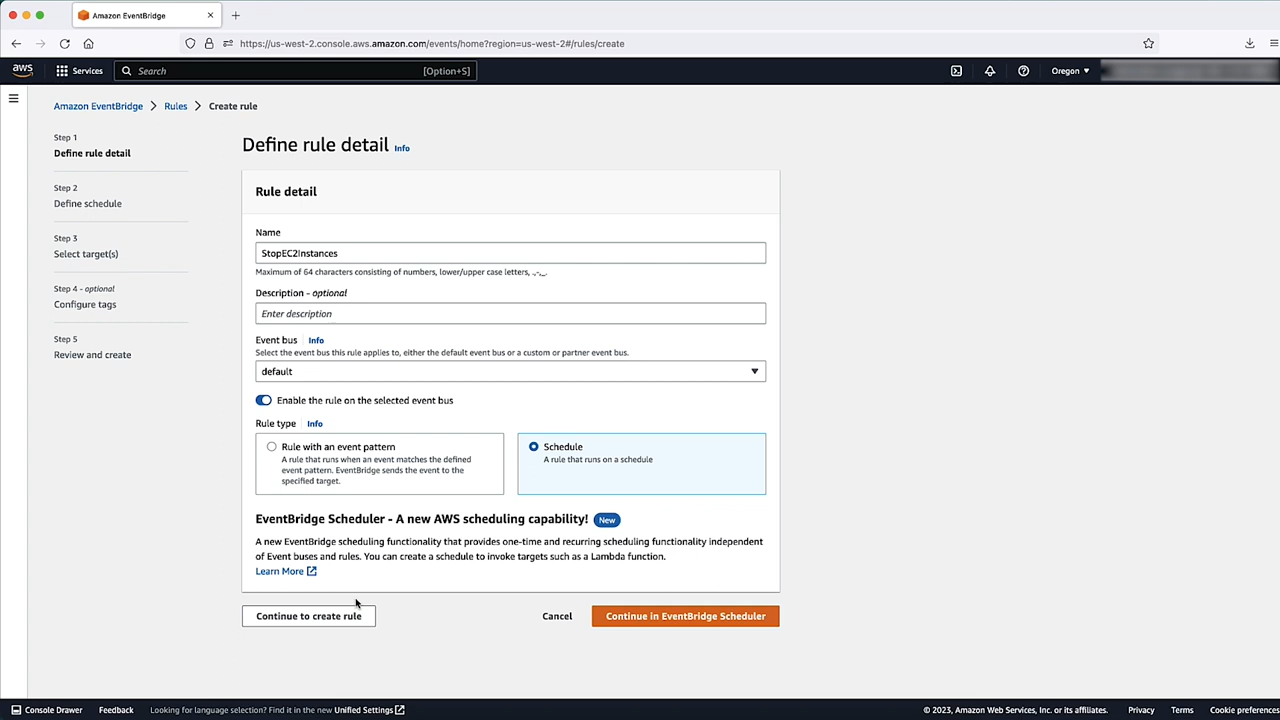 Amazon EventBridge
https://us-west-2.console.aws.amazon.com/events/home?region=us-west-2#/rules/create
aws
Services
Search
[Option+S]
Oregon
Amazon EventBridge
Rules
Create rule
Step 1
Define rule detail
Step 2
Define schedule
Step 3
Select target(s)
Step 4 - optional
Configure tags
Step 5
Review and create
Define rule detail Info
Rule detail
Name
StopEC2Instances
Maximum of 64 characters consisting of numbers, lower/upper case letters, .,-,_.
Description - optional
Enter description
Event bus Info
Select the event bus this rule applies to, either the default event bus or a custom or partner event bus.
default
Enable the rule on the selected event bus
Rule type Info
Rule with an event pattern
A rule that runs when an event matches the defined
event pattern. EventBridge sends the event to the
specified target.
Schedule
A rule that runs on a schedule
EventBridge Scheduler - A new AWS scheduling capability! New
A new EventBridge scheduling functionality that provides one-time and recurring scheduling functionality independent
of Event buses and rules. You can create a schedule to invoke targets such as a Lambda function.
Learn More
Continue to create rule
Cancel
Continue in EventBridge Scheduler
Console Drawer
Feedback
Looking for language selection? Find it in the new Unified Settings
© 2023, Amazon Web Services, Inc. or its affiliates.
Privacy
Terms
Cookie preferences